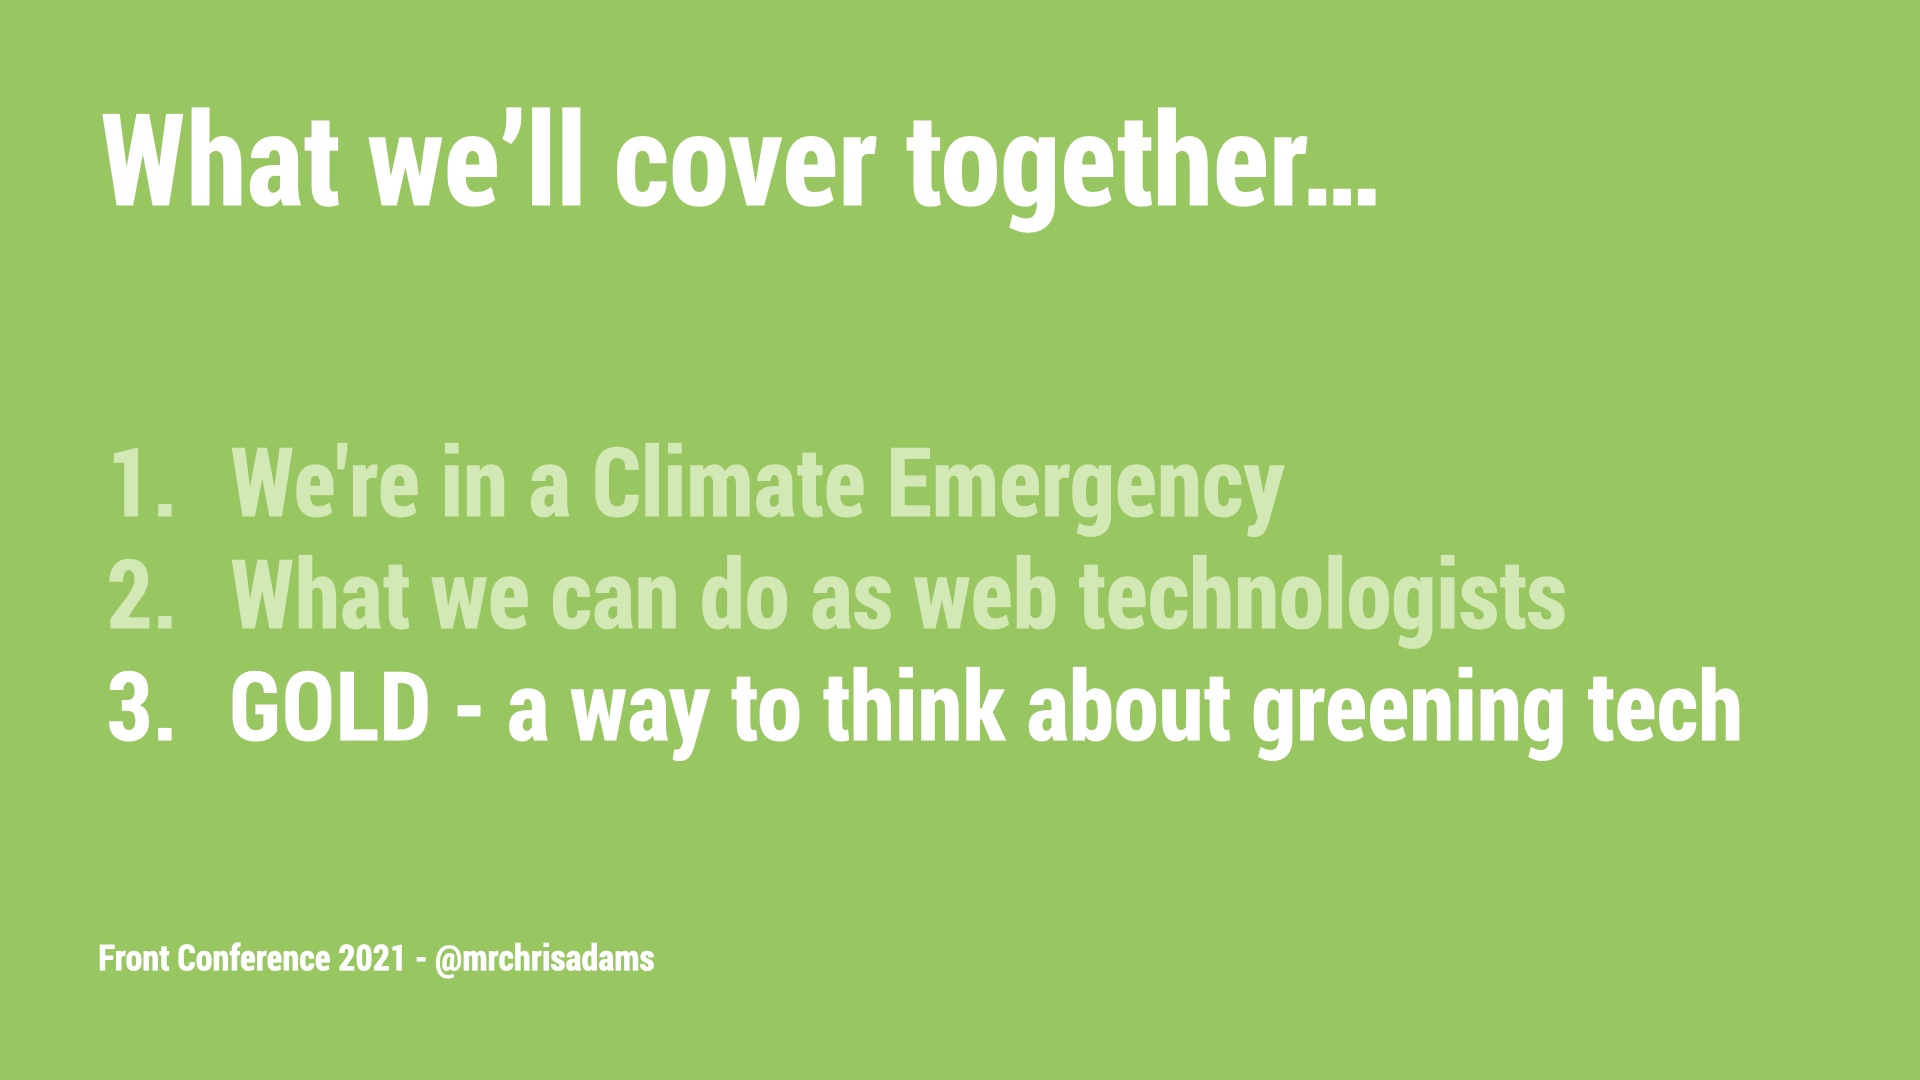 What we’ll cover together…
1. We're in a Climate Emergency
2. What we can do as web technologists
3. GOLD - a way to think about greening tech
Front Conference 2021 - @mrchrisadams